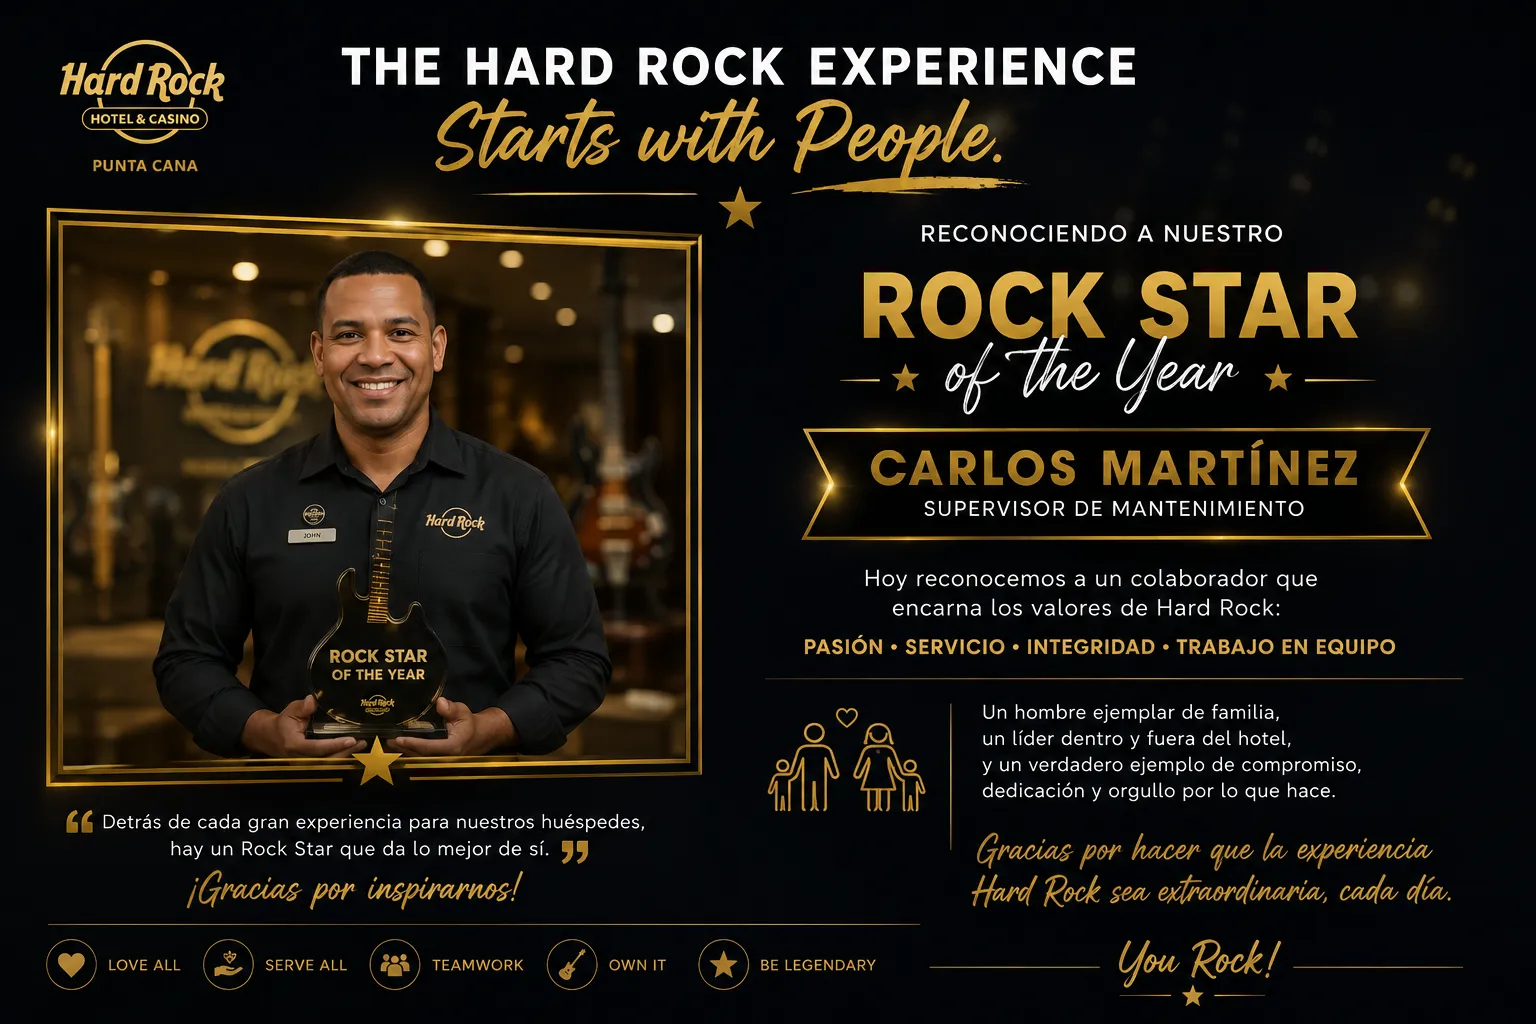 Hard Rock
HOTEL & CASINO
PUNTA CANA
THE HARD ROCK EXPERIENCE
Starts with People.
Hard Rock
JOHN
Hard Rock
ROCK STAR
OF THE YEAR
Hard Rock
RECONOCIENDO A NUESTRO
ROCK STAR
of the Year
CARLOS MARTÍNEZ
SUPERVISOR DE MANTENIMIENTO
Hoy reconocemos a un colaborador que
encarna los valores de Hard Rock:
PASIÓN • SERVICIO • INTEGRIDAD • TRABAJO EN EQUIPO
Un hombre ejemplar de familia,
un líder dentro y fuera del hotel,
y un verdadero ejemplo de compromiso,
dedicación y orgullo por lo que hace.
Gracias por hacer que la experiencia
Hard Rock sea extraordinaria, cada día.
“ Detrás de cada gran experiencia para nuestros huéspedes,
hay un Rock Star que da lo mejor de sí. ”
¡Gracias por inspirarnos!
LOVE ALL
SERVE ALL
TEAMWORK
OWN IT
BE LEGENDARY
You Rock!